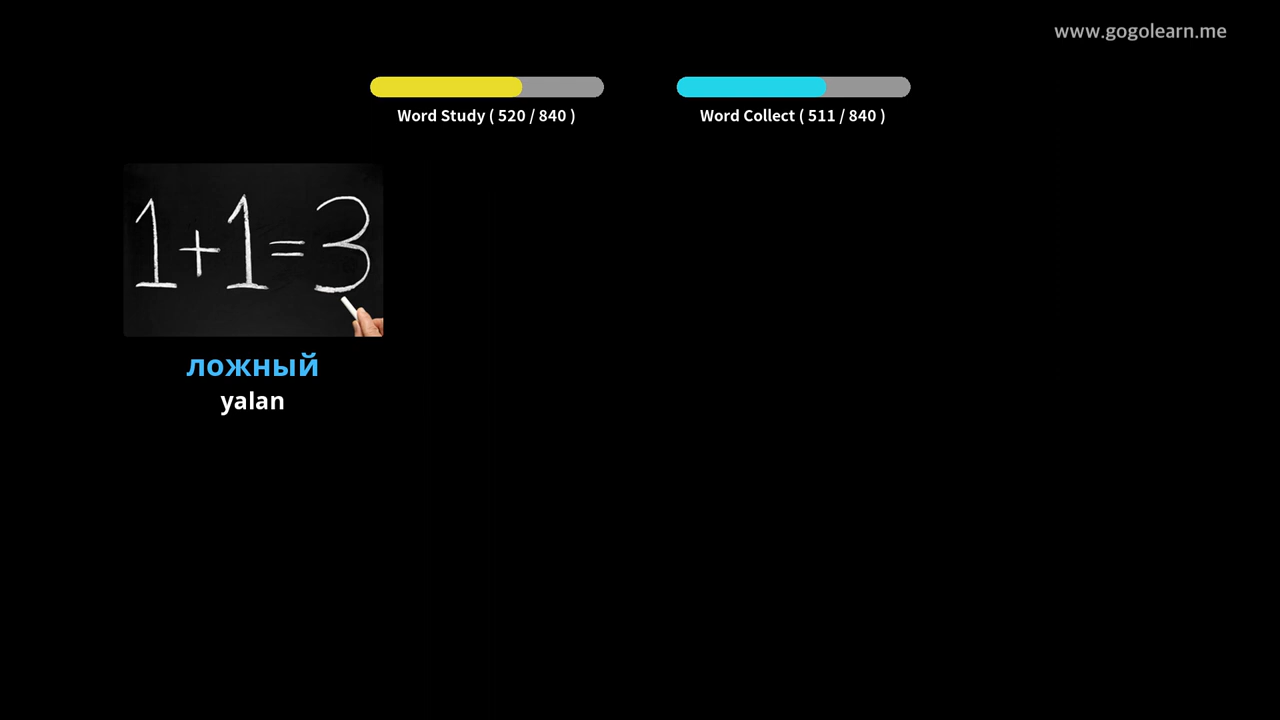 www.gogolearn.me
Word Study ( 520 / 840 )
Word Collect ( 511 / 840 )
1+1=3
ложный
yalan